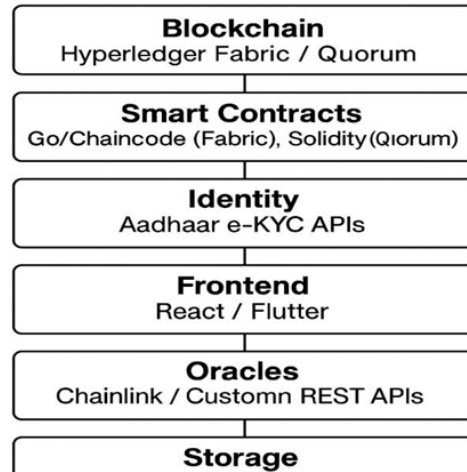 Blockchain
Hyperledger Fabric / Quorum
Smart Contracts
Go/Chaincode (Fabric), Solidity (Qıorum)
Identity
Aadhaar e-KYC APIs
Frontend
React / Flutter
Oracles
Chainlink / Customn REST APIs
Storage